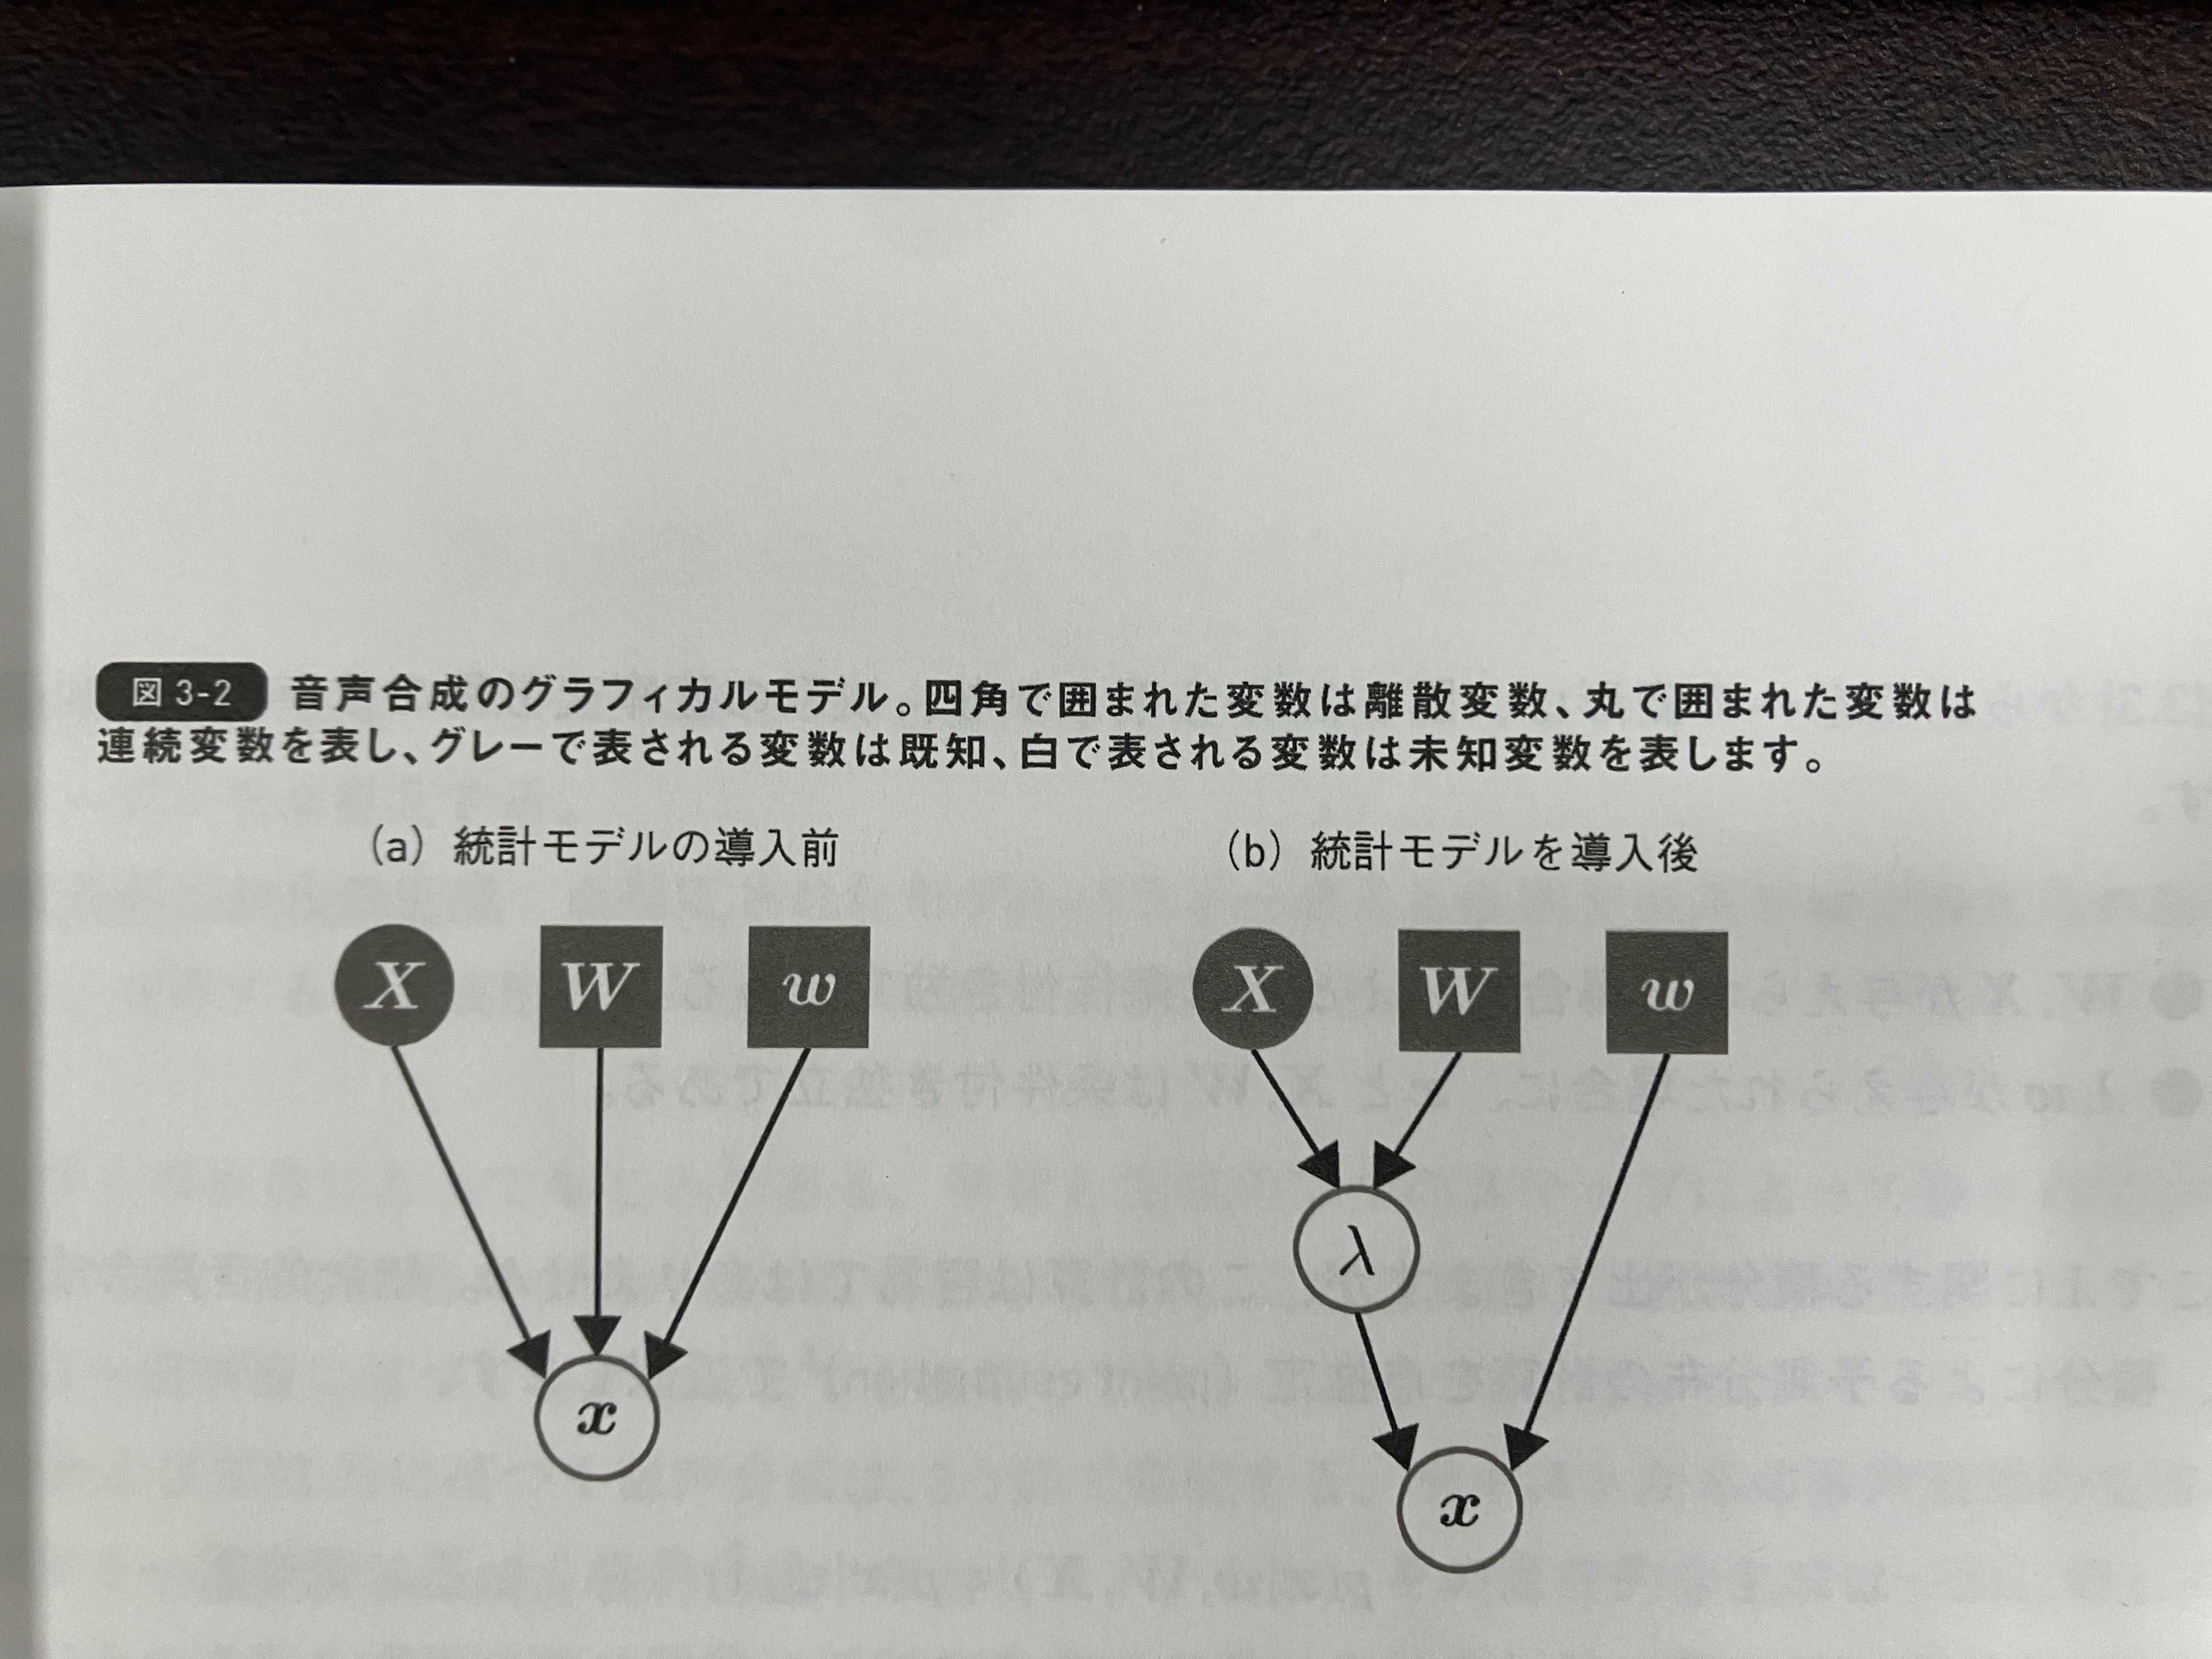 図3-2 音声合成のグラフィカルモデル。四角で囲まれた変数は離散変数、丸で囲まれた変数は
連続変数を表し、グレーで表される変数は既知、白で表される変数は未知変数を表します。
(a) 統計モデルの導入前
X W w
x
(b) 統計モデルを導入後
X W w
λ
x